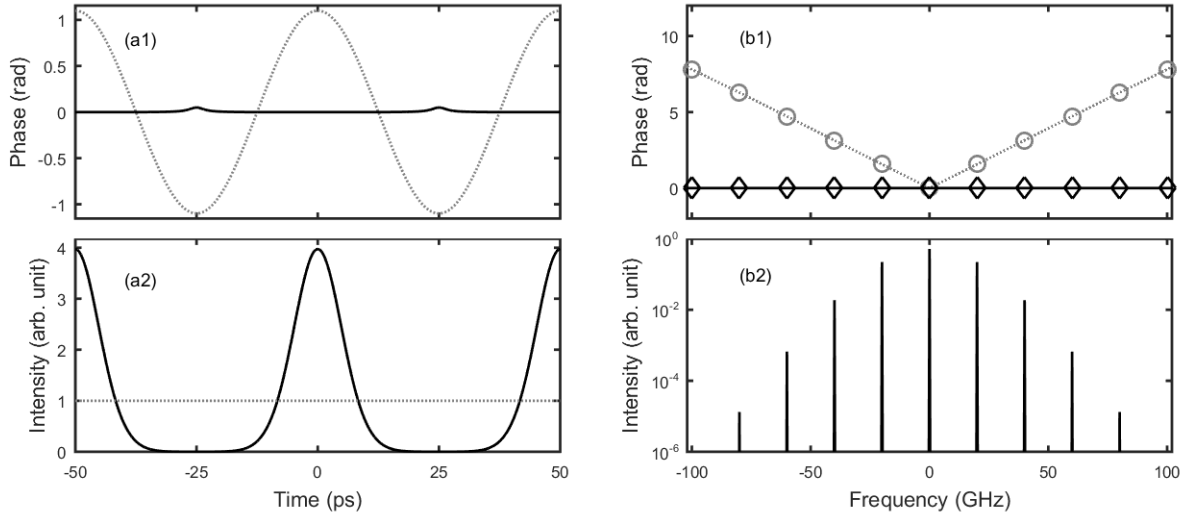 (a1)
Phase (rad)
1
0.5
0
-0.5
-1
(b1)
Phase (rad)
10
5
0
(a2)
Intensity (arb. unit)
4
3
2
1
0
-50
-25
0
25
50
Time (ps)
(b2)
Intensity (arb. unit)
10^0
10^-2
10^-4
10^-6
-100
-50
0
50
100
Frequency (GHz)